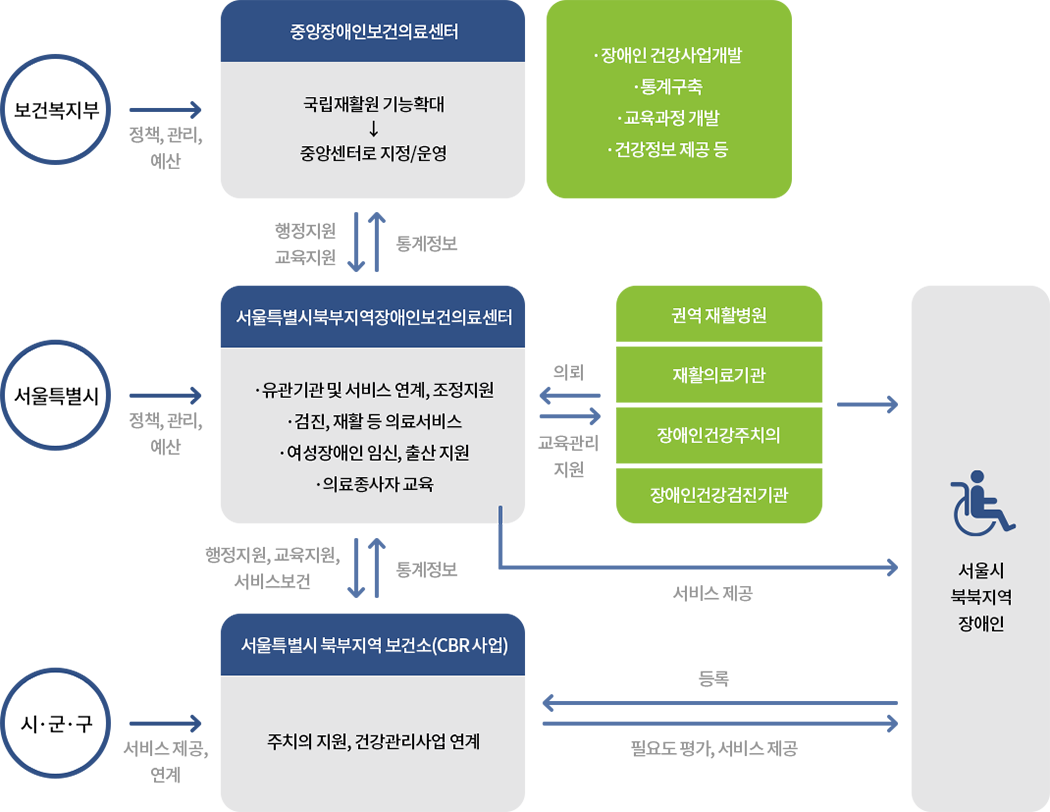 보건복지부
정책, 관리,
예산
중앙장애인보건의료센터
국립재활원 기능확대
↓
중앙센터로 지정/운영
· 장애인 건강사업개발
· 통계구축
· 교육과정 개발
· 건강정보 제공 등
행정지원
교육지원
통계정보
서울특별시
정책, 관리,
예산
서울특별시북부지역장애인보건의료센터
· 유관기관 및 서비스 연계, 조정지원
· 검진, 재활 등 의료서비스
· 여성장애인 임신, 출산 지원
· 의료종사자 교육
의뢰
교육관리
지원
권역 재활병원
재활의료기관
장애인건강주치의
장애인건강검진기관
서비스 제공
서울시
북북지역
장애인
행정지원, 교육지원,
서비스보건
통계정보
시·군·구
서비스 제공,
연계
서울특별시 북부지역 보건소(CBR 사업)
주치의 지원, 건강관리사업 연계
등록
필요도 평가, 서비스 제공